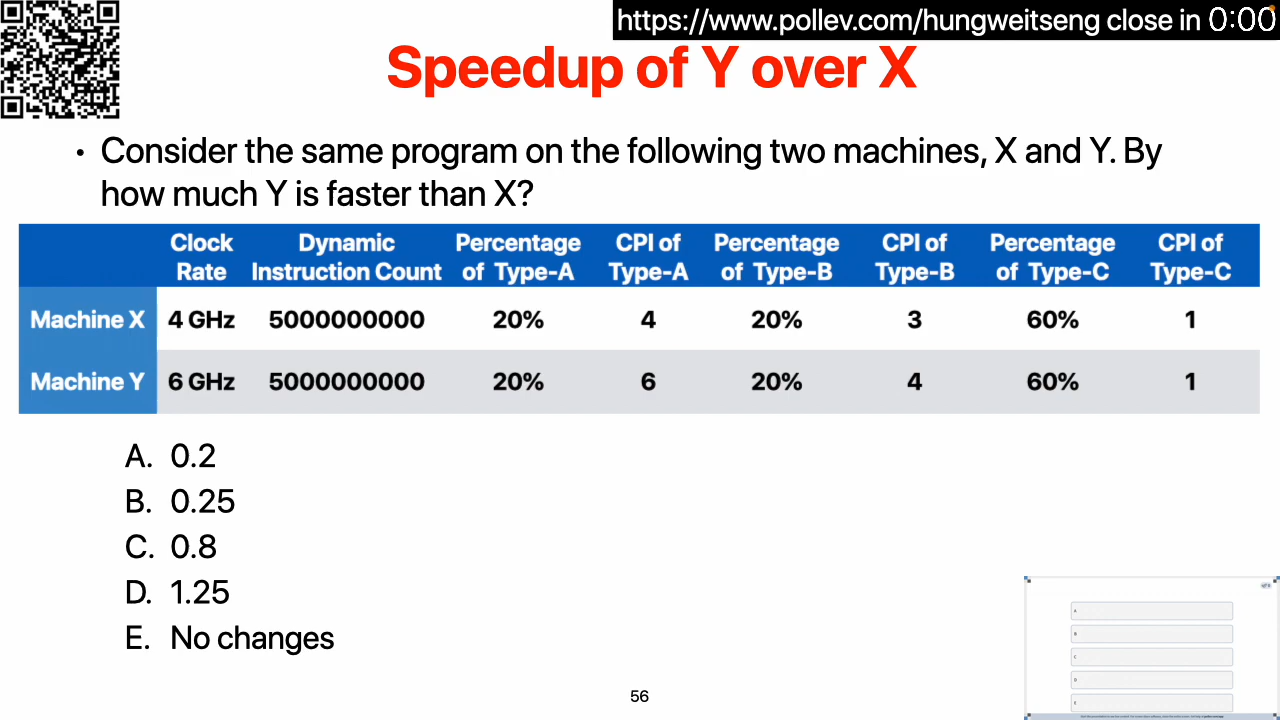 https://www.pollev.com/hungweitseng close in 0:00
Speedup of Y over X
• Consider the same program on the following two machines, X and Y. By
how much Y is faster than X?
Clock Rate Dynamic Instruction Count Percentage of Type-A CPI of Type-A Percentage of Type-B CPI of Type-B Percentage of Type-C CPI of Type-C
Machine X 4 GHz 5000000000 20% 4 20% 3 60% 1
Machine Y 6 GHz 5000000000 20% 6 20% 4 60% 1
A. 0.2
B. 0.25
C. 0.8
D. 1.25
E. No changes
A
B
C
D
E
56